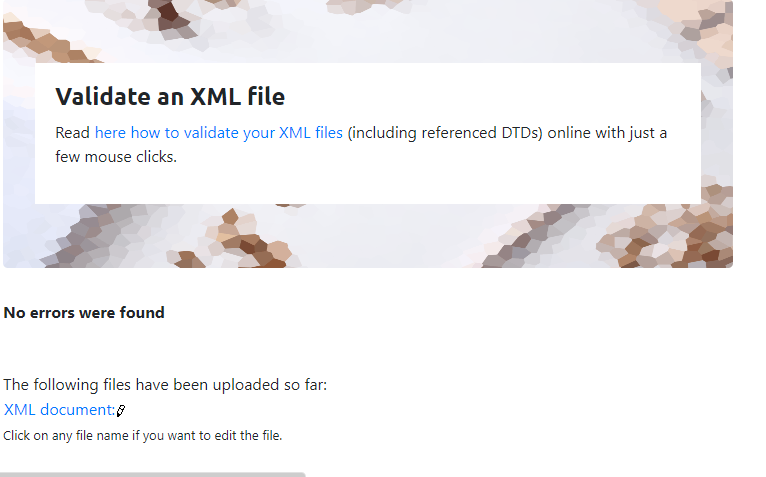 Validate an XML file
Read here how to validate your XML files (including referenced DTDs) online with just a
few mouse clicks.
No errors were found
The following files have been uploaded so far:
XML document:
Click on any file name if you want to edit the file.